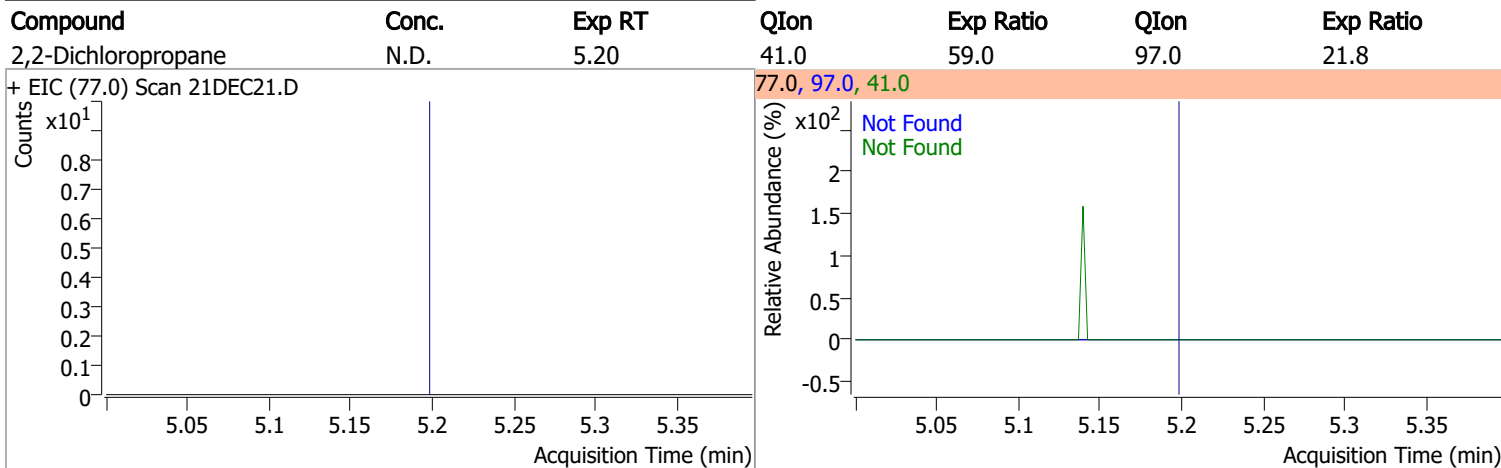 Compound Conc. Exp RT QIon Exp Ratio QIon Exp Ratio
2,2-Dichloropropane N.D. 5.20 41.0 59.0 97.0 21.8
+ EIC (77.0) Scan 21DEC21.D
Counts
x10¹
0.8
0.7
0.6
0.5
0.4
0.3
0.2
0.1
0
5.05 5.1 5.15 5.2 5.25 5.3 5.35
Acquisition Time (min)
77.0, 97.0, 41.0
Relative Abundance (%)
x10²
Not Found
Not Found
2
1.5
1
0.5
0
-0.5
5.05 5.1 5.15 5.2 5.25 5.3 5.35
Acquisition Time (min)